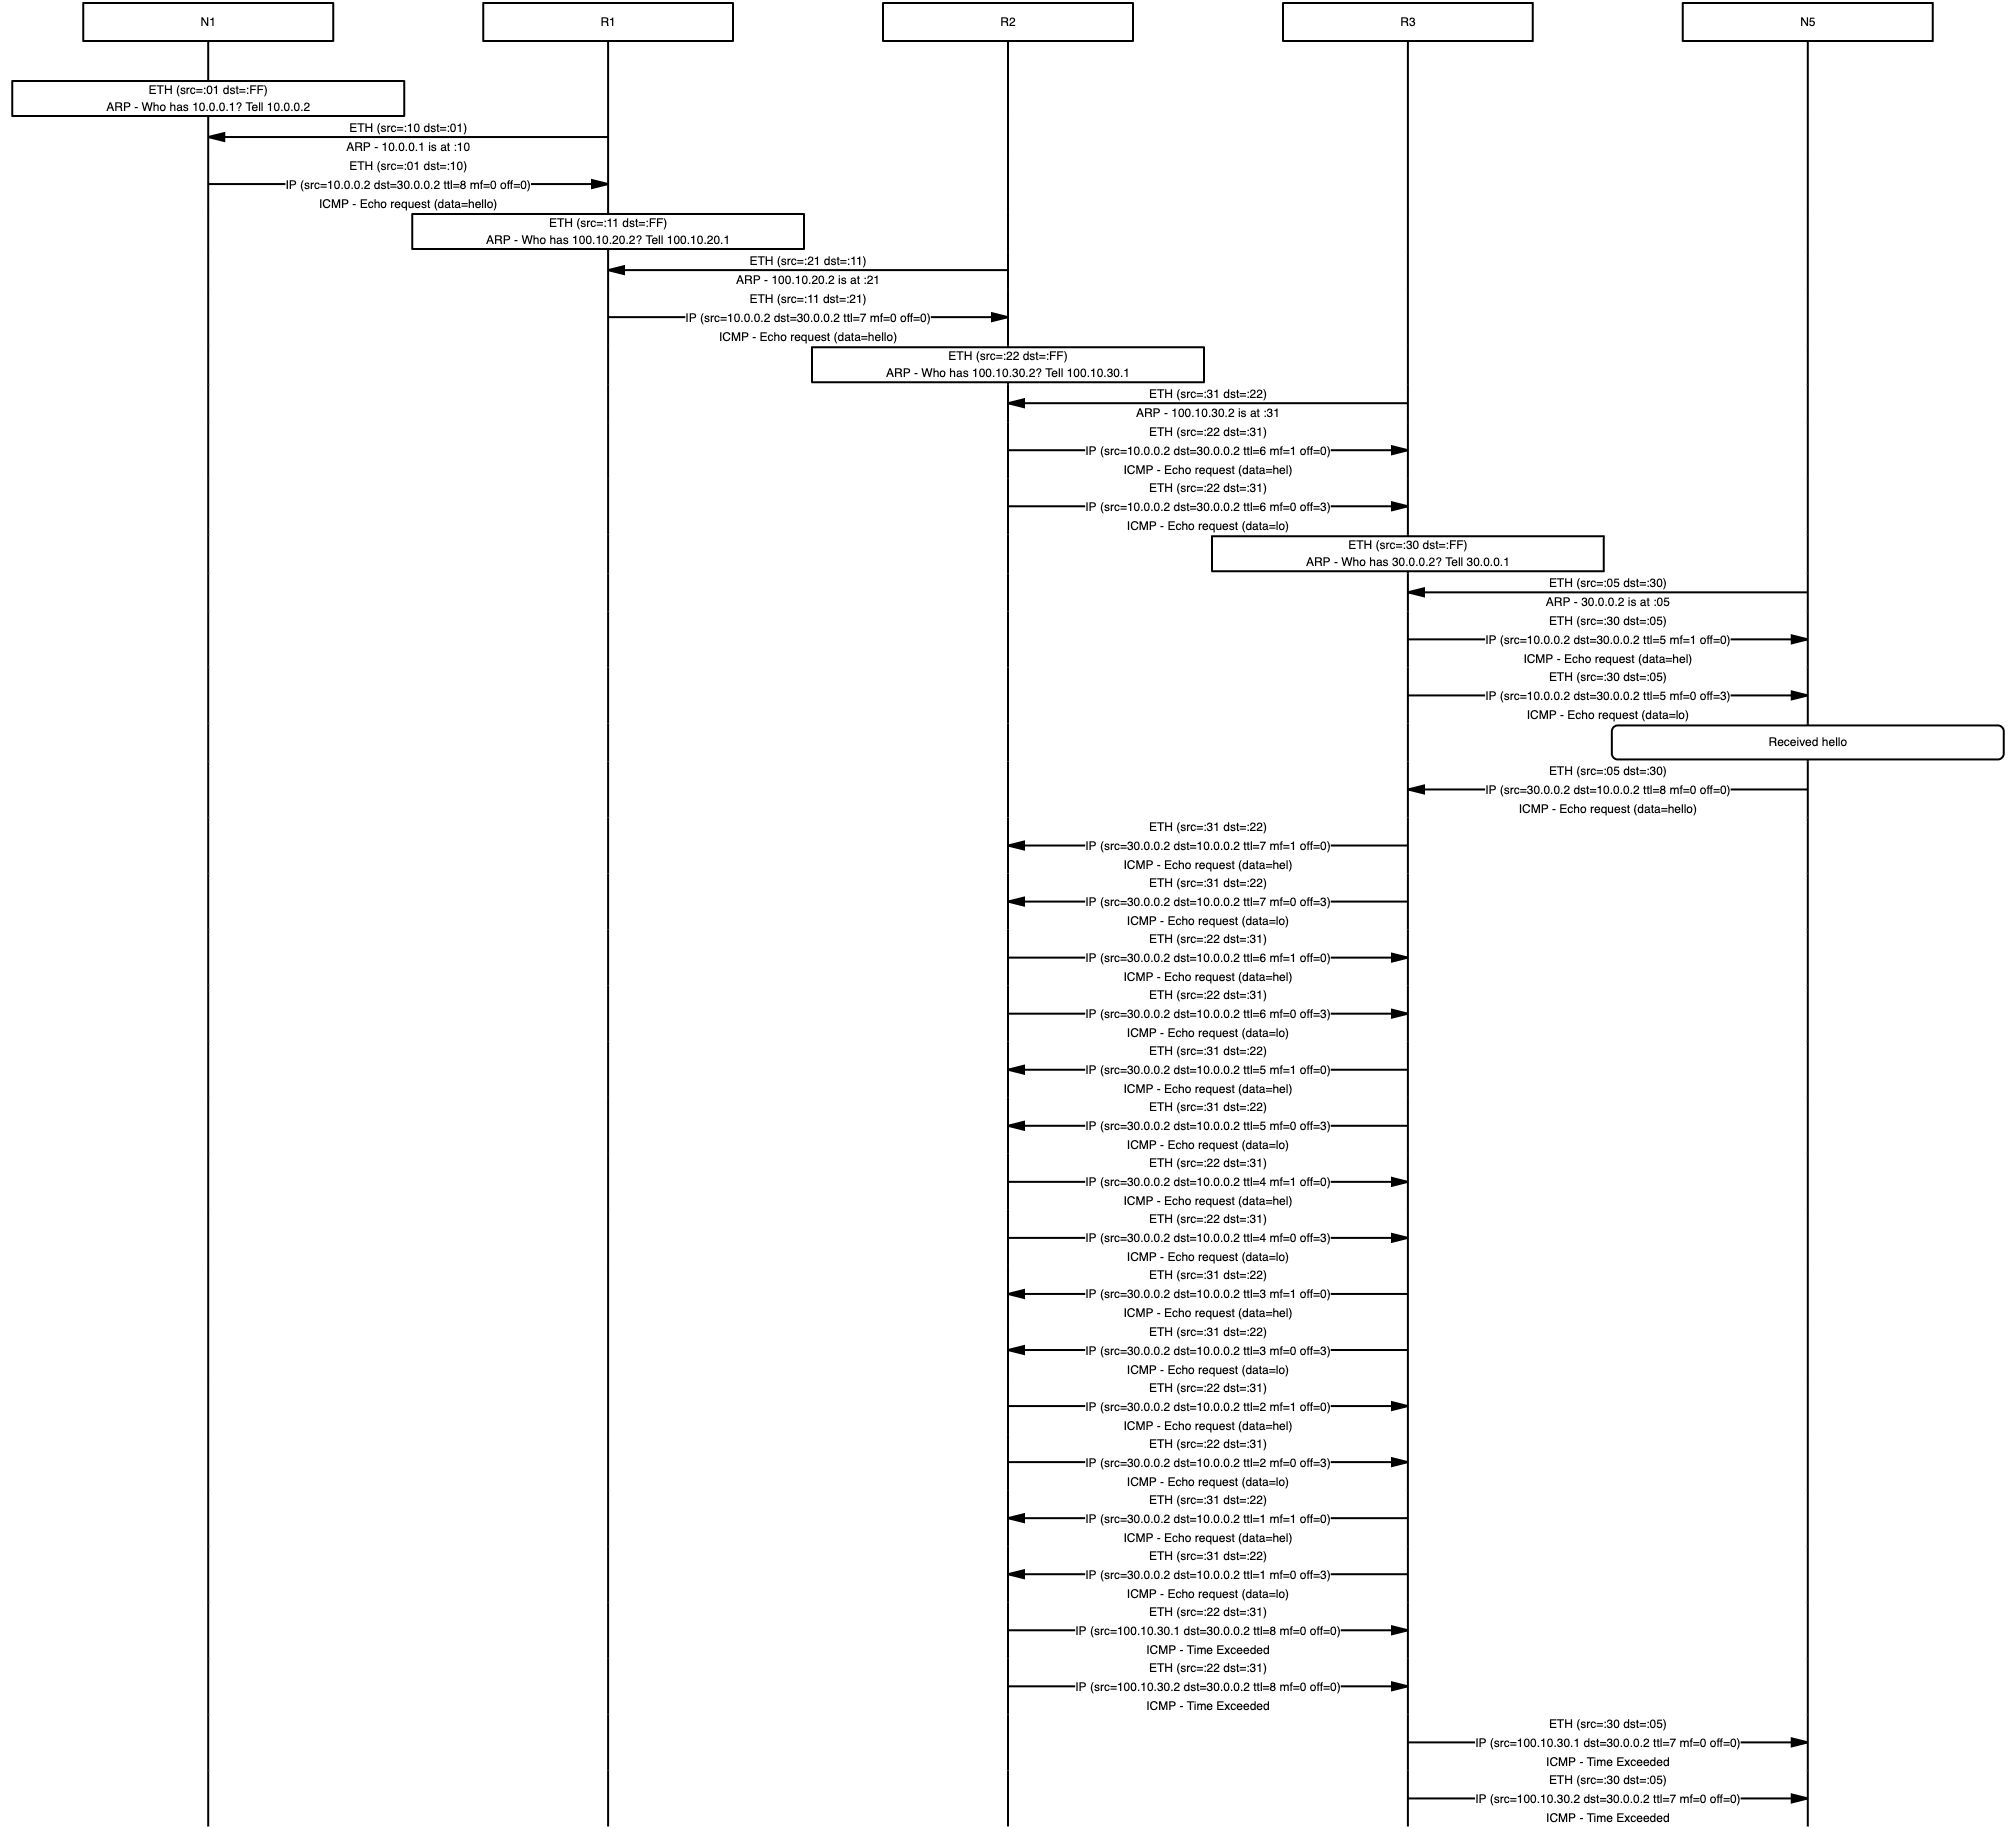 N1
R1
R2
R3
N5
ETH (src=:01 dst=:FF)
ARP - Who has 10.0.0.1? Tell 10.0.0.2
ETH (src=:10 dst=:01)
ARP - 10.0.0.1 is at :10
ETH (src=:01 dst=:10)
IP (src=10.0.0.2 dst=30.0.0.2 ttl=8 mf=0 off=0)
ICMP - Echo request (data=hello)
ETH (src=:11 dst=:FF)
ARP - Who has 100.10.20.2? Tell 100.10.20.1
ETH (src=:21 dst=:11)
ARP - 100.10.20.2 is at :21
ETH (src=:11 dst=:21)
IP (src=10.0.0.2 dst=30.0.0.2 ttl=7 mf=0 off=0)
ICMP - Echo request (data=hello)
ETH (src=:22 dst=:FF)
ARP - Who has 100.10.30.2? Tell 100.10.30.1
ETH (src=:31 dst=:22)
ARP - 100.10.30.2 is at :31
ETH (src=:22 dst=:31)
IP (src=10.0.0.2 dst=30.0.0.2 ttl=6 mf=1 off=0)
ICMP - Echo request (data=hel)
ETH (src=:22 dst=:31)
IP (src=10.0.0.2 dst=30.0.0.2 ttl=6 mf=0 off=3)
ICMP - Echo request (data=lo)
ETH (src=:30 dst=:FF)
ARP - Who has 30.0.0.2? Tell 30.0.0.1
ETH (src=:05 dst=:30)
ARP - 30.0.0.2 is at :05
ETH (src=:30 dst=:05)
IP (src=10.0.0.2 dst=30.0.0.2 ttl=5 mf=1 off=0)
ICMP - Echo request (data=hel)
ETH (src=:30 dst=:05)
IP (src=10.0.0.2 dst=30.0.0.2 ttl=5 mf=0 off=3)
ICMP - Echo request (data=lo)
Received hello
ETH (src=:05 dst=:30)
IP (src=30.0.0.2 dst=10.0.0.2 ttl=8 mf=0 off=0)
ICMP - Echo request (data=hello)
ETH (src=:31 dst=:22)
IP (src=30.0.0.2 dst=10.0.0.2 ttl=7 mf=1 off=0)
ICMP - Echo request (data=hel)
ETH (src=:31 dst=:22)
IP (src=30.0.0.2 dst=10.0.0.2 ttl=7 mf=0 off=3)
ICMP - Echo request (data=lo)
ETH (src=:22 dst=:31)
IP (src=30.0.0.2 dst=10.0.0.2 ttl=6 mf=1 off=0)
ICMP - Echo request (data=hel)
ETH (src=:22 dst=:31)
IP (src=30.0.0.2 dst=10.0.0.2 ttl=6 mf=0 off=3)
ICMP - Echo request (data=lo)
ETH (src=:31 dst=:22)
IP (src=30.0.0.2 dst=10.0.0.2 ttl=5 mf=1 off=0)
ICMP - Echo request (data=hel)
ETH (src=:31 dst=:22)
IP (src=30.0.0.2 dst=10.0.0.2 ttl=5 mf=0 off=3)
ICMP - Echo request (data=lo)
ETH (src=:22 dst=:31)
IP (src=30.0.0.2 dst=10.0.0.2 ttl=4 mf=1 off=0)
ICMP - Echo request (data=hel)
ETH (src=:22 dst=:31)
IP (src=30.0.0.2 dst=10.0.0.2 ttl=4 mf=0 off=3)
ICMP - Echo request (data=lo)
ETH (src=:31 dst=:22)
IP (src=30.0.0.2 dst=10.0.0.2 ttl=3 mf=1 off=0)
ICMP - Echo request (data=hel)
ETH (src=:31 dst=:22)
IP (src=30.0.0.2 dst=10.0.0.2 ttl=3 mf=0 off=3)
ICMP - Echo request (data=lo)
ETH (src=:22 dst=:31)
IP (src=30.0.0.2 dst=10.0.0.2 ttl=2 mf=1 off=0)
ICMP - Echo request (data=hel)
ETH (src=:22 dst=:31)
IP (src=30.0.0.2 dst=10.0.0.2 ttl=2 mf=0 off=3)
ICMP - Echo request (data=lo)
ETH (src=:31 dst=:22)
IP (src=30.0.0.2 dst=10.0.0.2 ttl=1 mf=1 off=0)
ICMP - Echo request (data=hel)
ETH (src=:31 dst=:22)
IP (src=30.0.0.2 dst=10.0.0.2 ttl=1 mf=0 off=3)
ICMP - Echo request (data=lo)
ETH (src=:22 dst=:31)
IP (src=100.10.30.1 dst=30.0.0.2 ttl=8 mf=0 off=0)
ICMP - Time Exceeded
ETH (src=:22 dst=:31)
IP (src=100.10.30.2 dst=30.0.0.2 ttl=8 mf=0 off=0)
ICMP - Time Exceeded
ETH (src=:30 dst=:05)
IP (src=100.10.30.1 dst=30.0.0.2 ttl=7 mf=0 off=0)
ICMP - Time Exceeded
ETH (src=:30 dst=:05)
IP (src=100.10.30.2 dst=30.0.0.2 ttl=7 mf=0 off=0)
ICMP - Time Exceeded